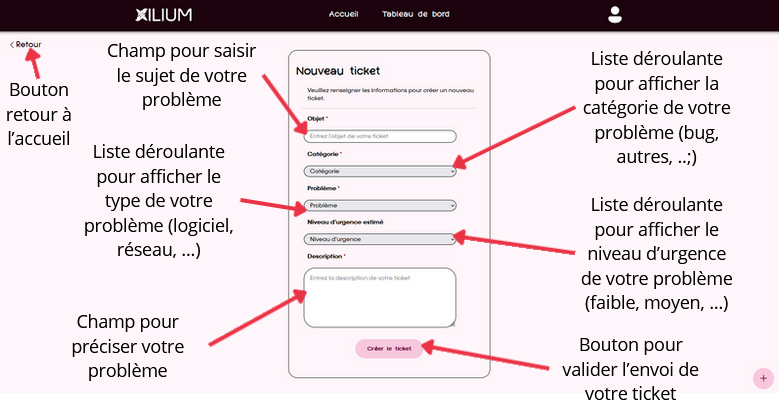 XILIUM
Accueil
Tableau de bord
< Retour
Bouton
retour à
l’accueil
Champ pour saisir
le sujet de votre
problème
Liste déroulante
pour afficher le
type de votre
problème (logiciel,
réseau, ...)
Champ pour
préciser votre
problème
Nouveau ticket
Veuillez renseigner les informations pour créer un nouveau
ticket.
Objet *
Entrez l'objet de votre ticket
Catégorie *
Catégorie
Problème *
Problème
Niveau d'urgence estimé
Niveau d'urgence
Description *
Entrez la description de votre ticket
Créer le ticket
Liste déroulante
pour afficher la
catégorie de votre
problème (bug,
autres, ..;)
Liste déroulante
pour afficher le
niveau d’urgence
de votre problème
(faible, moyen, ...)
Bouton pour
valider l’envoi de
votre ticket
+